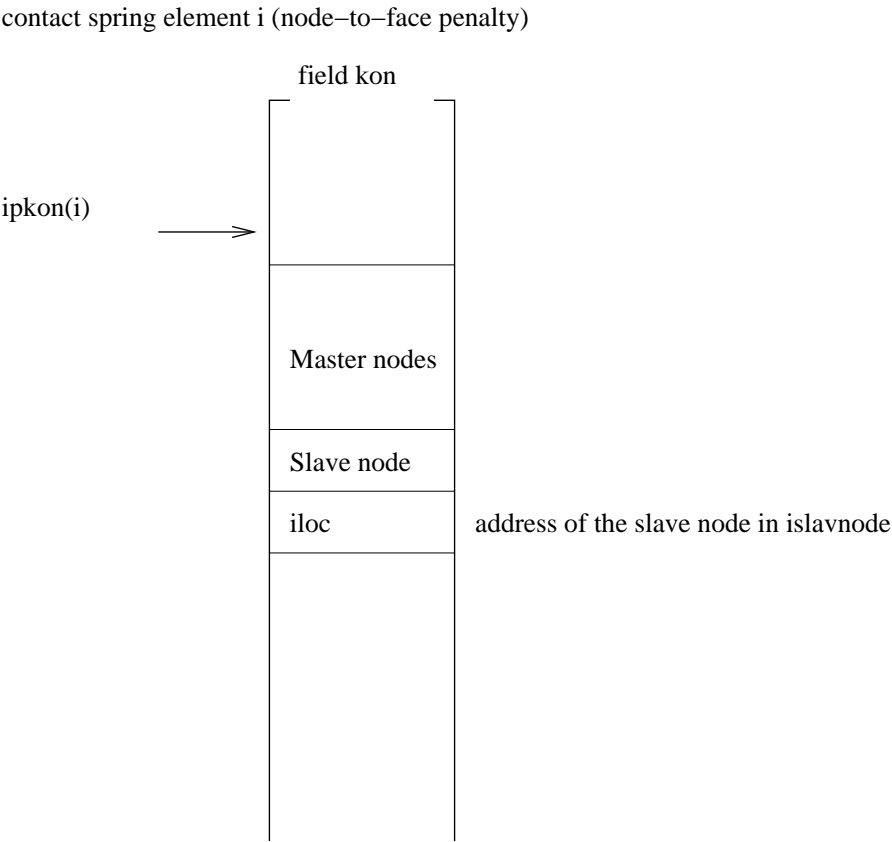 contact spring element i (node−to−face penalty)
field kon
ipkon(i)
Master nodes
Slave node
iloc
address of the slave node in islavnode